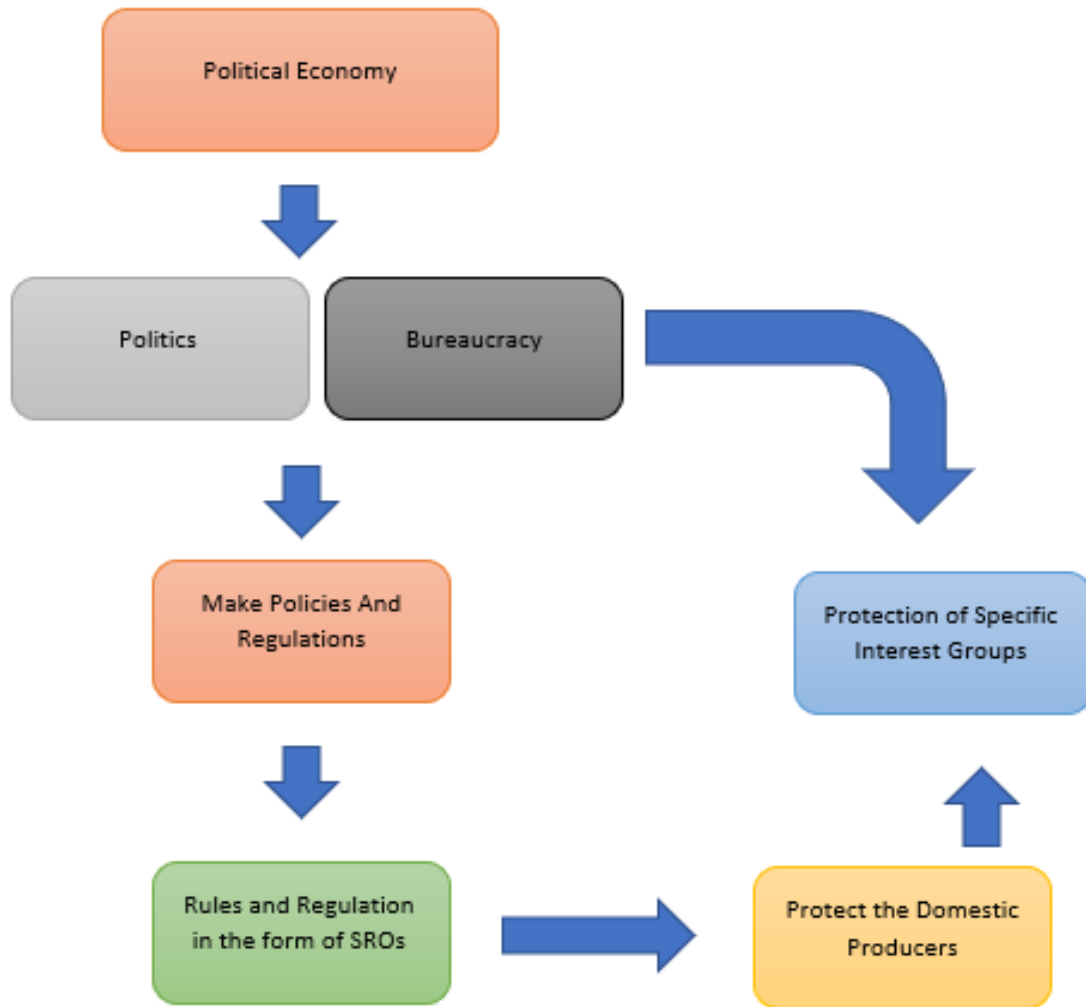 Political Economy
Politics
Bureaucracy
Make Policies And
Regulations
Protection of Specific
Interest Groups
Rules and Regulation
in the form of SROs
Protect the Domestic
Producers